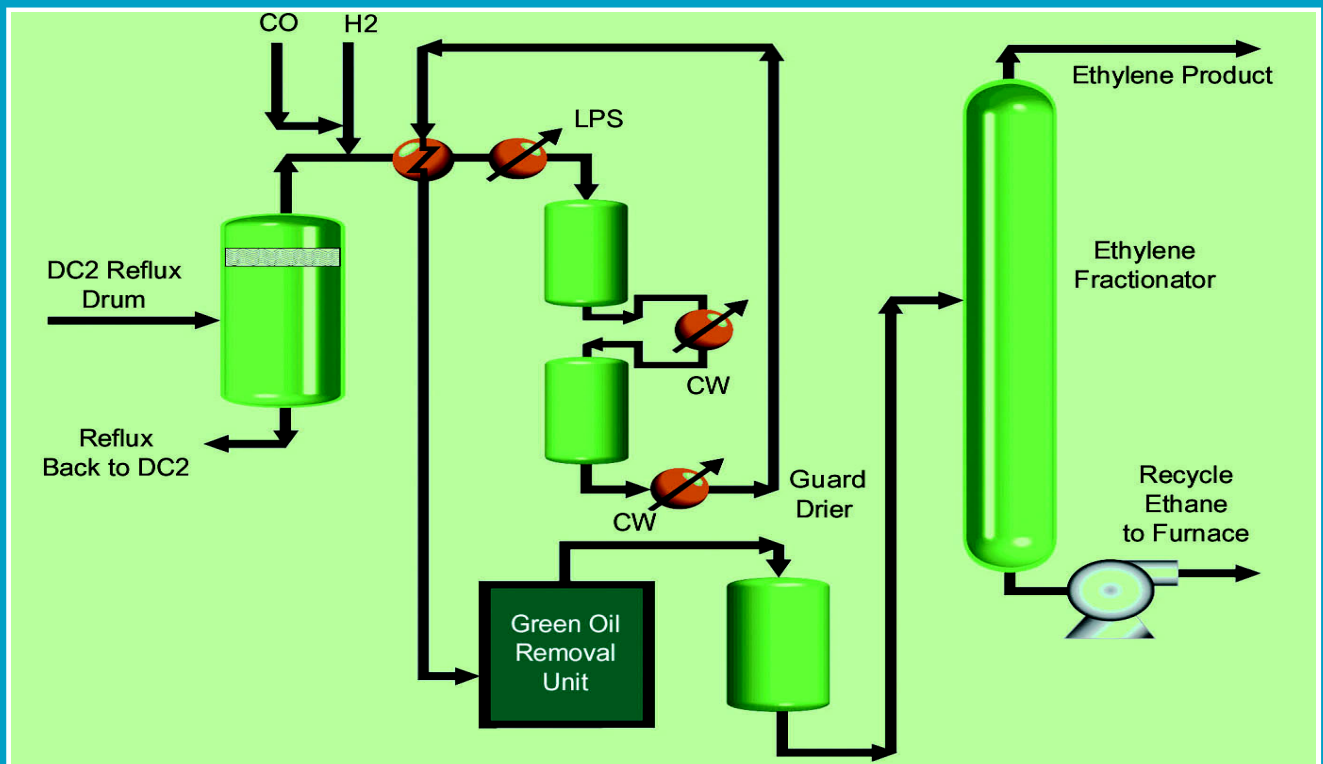 CO
H2
LPS
Ethylene Product
DC2 Reflux
Drum
Ethylene
Fractionator
CW
Reflux
Back to DC2
Guard
Drier
CW
Recycle
Ethane
to Furnace
Green Oil
Removal
Unit